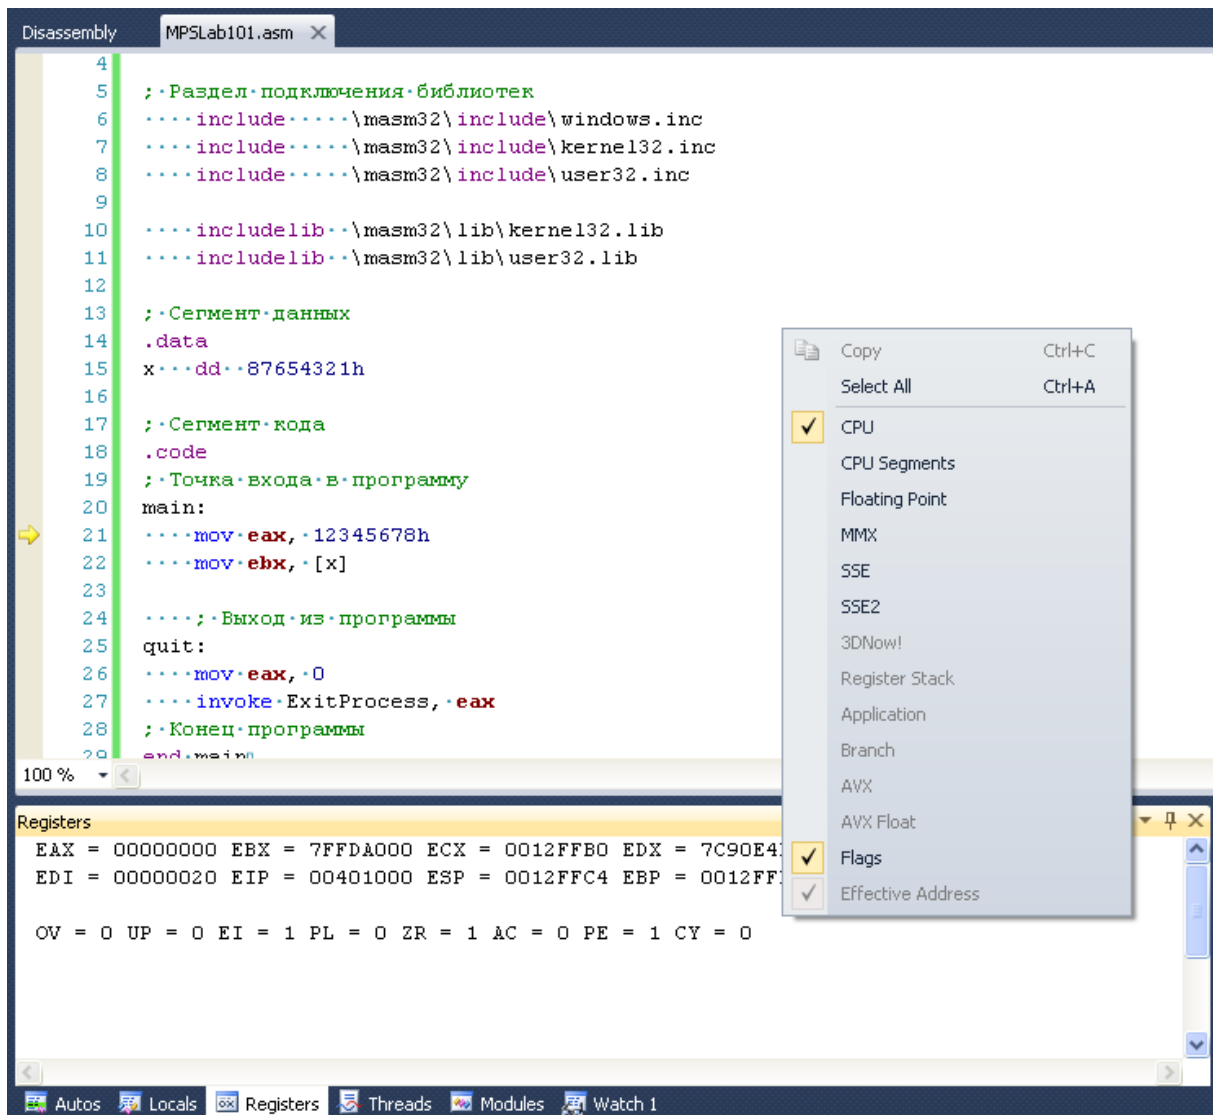 Disassembly MPSLab101.asm
4
5 ; Раздел подключения библиотек
6 include \masm32\include\windows.inc
7 include \masm32\include\kernel32.inc
8 include \masm32\include\user32.inc
9
10 includelib \masm32\lib\kernel32.lib
11 includelib \masm32\lib\user32.lib
12
13 ; Сегмент данных
14 .data
15 x dd 87654321h
16
17 ; Сегмент кода
18 .code
19 ; Точка входа в программу
20 main:
21 mov eax, 12345678h
22 mov ebx, [x]
23
24 ; Выход из программы
25 quit:
26 mov eax, 0
27 invoke ExitProcess, eax
28 ; Конец программы
29 end main
100 %
Copy Ctrl+C
Select All Ctrl+A
CPU
CPU Segments
Floating Point
MMX
SSE
SSE2
3DNow!
Register Stack
Application
Branch
AVX
AVX Float
Flags
Effective Address
Registers
EAX = 00000000 EBX = 7FFDA000 ECX = 0012FFB0 EDX = 7C90E4
EDI = 00000020 EIP = 00401000 ESP = 0012FFC4 EBP = 0012FF
OV = 0 UP = 0 EI = 1 PL = 0 ZR = 1 AC = 0 PE = 1 CY = 0
Autos Locals Registers Threads Modules Watch 1